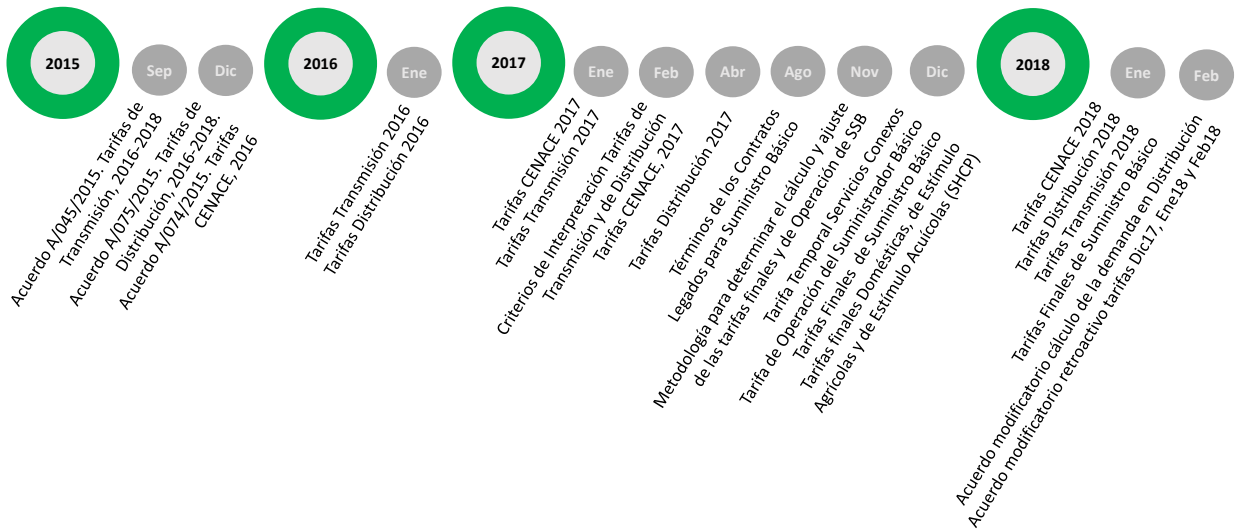 2015
Sep
Dic
2016
Ene
2017
Ene
Feb
Abr
Ago
Nov
Dic
2018
Ene
Feb
Acuerdo A/045/2015. Tarifas de
Transmisión, 2016-2018
Acuerdo A/075/2015. Tarifas de
Distribución, 2016-2018.
Acuerdo A/074/2015. Tarifas
CENACE, 2016
Tarifas Transmisión 2016
Tarifas Distribución 2016
Tarifas CENACE 2017
Tarifas Transmisión 2017
Criterios de Interpretación Tarifas de
Transmisión y de Distribución
Tarifas CENACE, 2017
Tarifas Distribución 2017
Términos de los Contratos
Legados para Suministro Básico
Metodología para determinar el cálculo y ajuste
de las tarifas finales y de Operación de SSB
Tarifa Temporal Servicios Conexos
Tarifa de Operación del Suministrador Básico
Tarifas Finales de Suministro Básico
Tarifas finales Domésticas, de Estímulo
Agrícolas y de Estímulo Acuícolas (SHCP)
Tarifas CENACE 2018
Tarifas Distribución 2018
Tarifas Transmisión 2018
Tarifas Finales de Suministro Básico
Acuerdo modificatorio cálculo de la demanda en Distribución
Acuerdo modificatorio retroactivo tarifas Dic17, Ene18 y Feb18